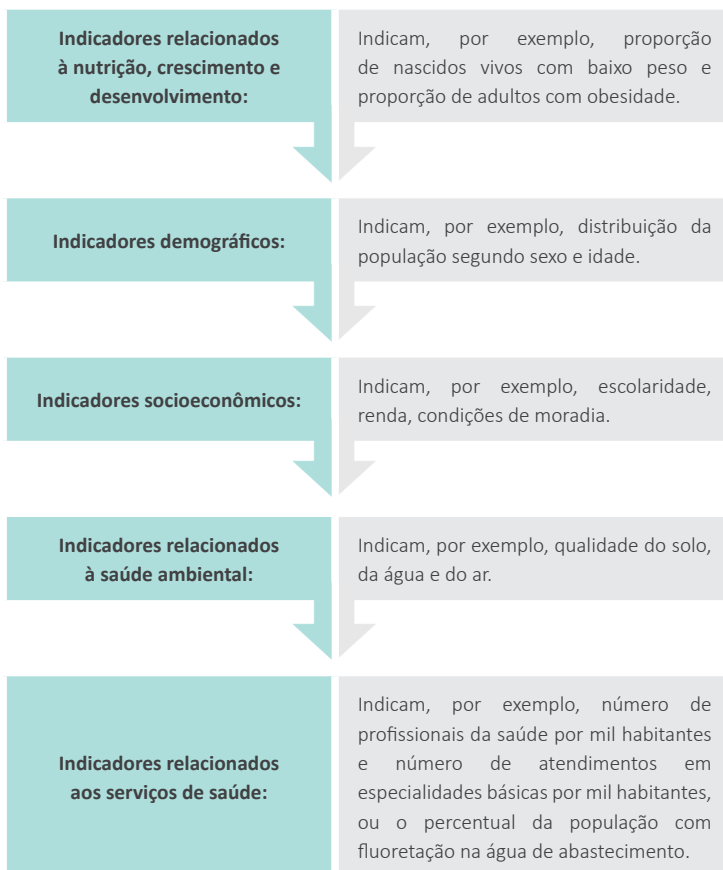 Indicadores relacionados
à nutrição, crescimento e
desenvolvimento:
Indicam, por exemplo, proporção
de nascidos vivos com baixo peso e
proporção de adultos com obesidade.
Indicadores demográficos:
Indicam, por exemplo, distribuição da
população segundo sexo e idade.
Indicadores socioeconômicos:
Indicam, por exemplo, escolaridade,
renda, condições de moradia.
Indicadores relacionados
à saúde ambiental:
Indicam, por exemplo, qualidade do solo,
da água e do ar.
Indicadores relacionados
aos serviços de saúde:
Indicam, por exemplo, número de
profissionais da saúde por mil habitantes
e número de atendimentos em
especialidades básicas por mil habitantes,
ou o percentual da população com
fluoretação na água de abastecimento.